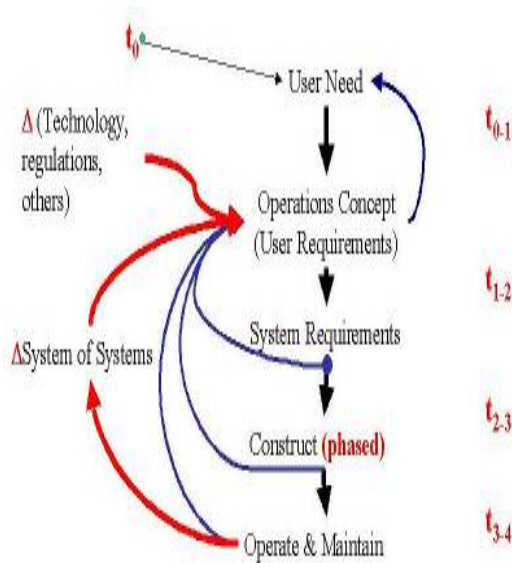 t0
User Need
Δ (Technology,
regulations,
others)
t0-1
Operations Concept
(User Requirements)
t1-2
System Requirements
ΔSystem of Systems
t2-3
Construct (phased)
t3-4
Operate & Maintain